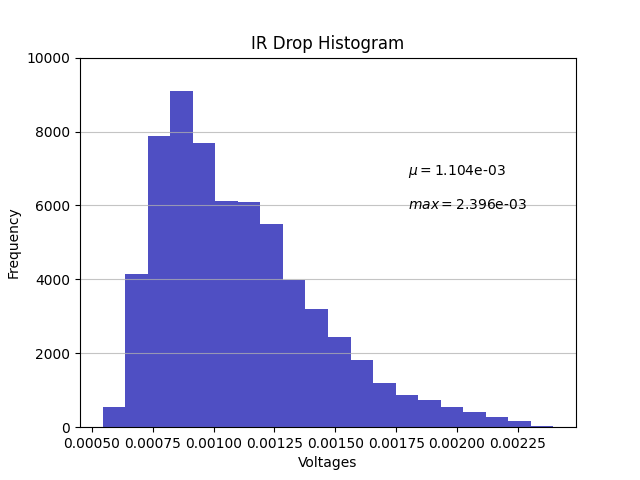 IR Drop Histogram
10000
8000
6000
4000
2000
0
Frequency
μ = 1.104e-03
max = 2.396e-03
0.00050 0.00075 0.00100 0.00125 0.00150 0.00175 0.00200 0.00225
Voltages